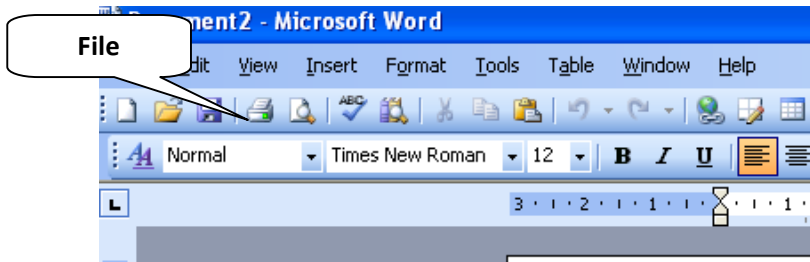 ment2 - Microsoft Word
File
dit View Insert Format Tools Table Window Help
ABC
Normal Times New Roman 12 B I U
L 3 2 1 1